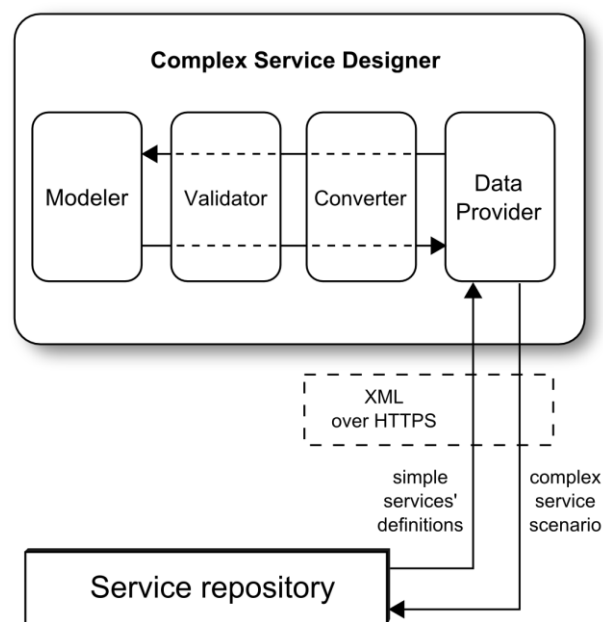 Complex Service Designer
Modeler
Validator
Converter
Data
Provider
XML
over HTTPS
simple
services'
definitions
complex
service
scenario
Service repository